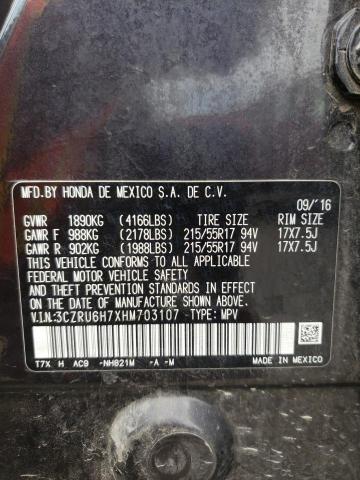 MFD.BY HONDA DE MEXICO S.A. DE C.V.
09/'16
GVWR 1890KG (4166LBS) TIRE SIZE RIM SIZE
GAWR F 988KG (2178LBS) 215/55R17 94V 17X7.5J
GAWR R 902KG (1988LBS) 215/55R17 94V 17X7.5J
THIS VEHICLE CONFORMS TO ALL APPLICABLE
FEDERAL MOTOR VEHICLE SAFETY
AND THEFT PREVENTION STANDARDS IN EFFECT
ON THE DATE OF MANUFACTURE SHOWN ABOVE.
V.I.N:3CZRU6H7XHM703107 TYPE: MPV
T7X H AC9 -NH821M -A -M MADE IN MEXICO